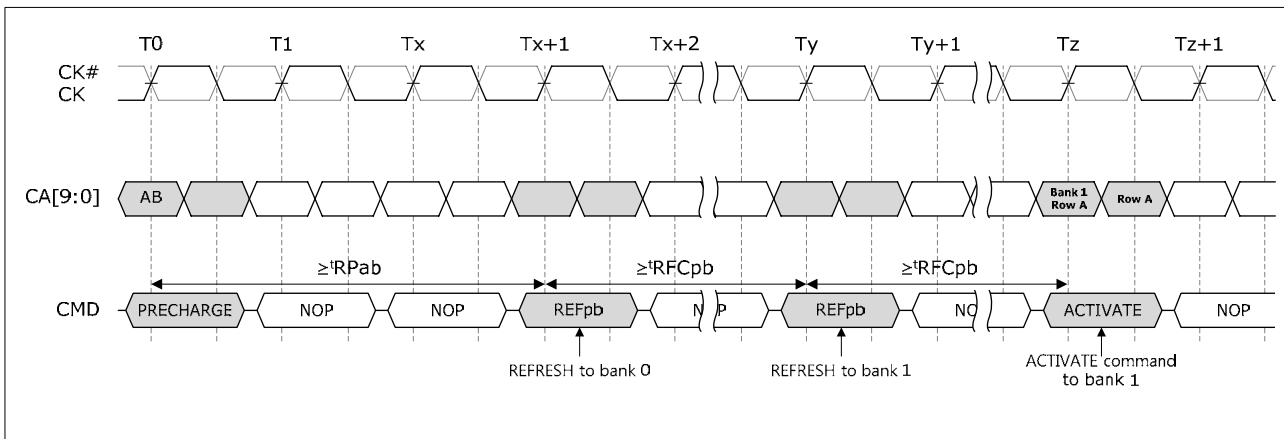 T0 T1 Tx Tx+1 Tx+2 Ty Ty+1 Tz Tz+1
CK#
CK
CA[9:0] AB Bank 1 Row A Row A
≥tRPab ≥tRFCpb ≥tRFCpb
CMD PRECHARGE NOP NOP REFpb NOP REFpb NOP ACTIVATE NOP
REFRESH to bank 0 REFRESH to bank 1 ACTIVATE command
to bank 1